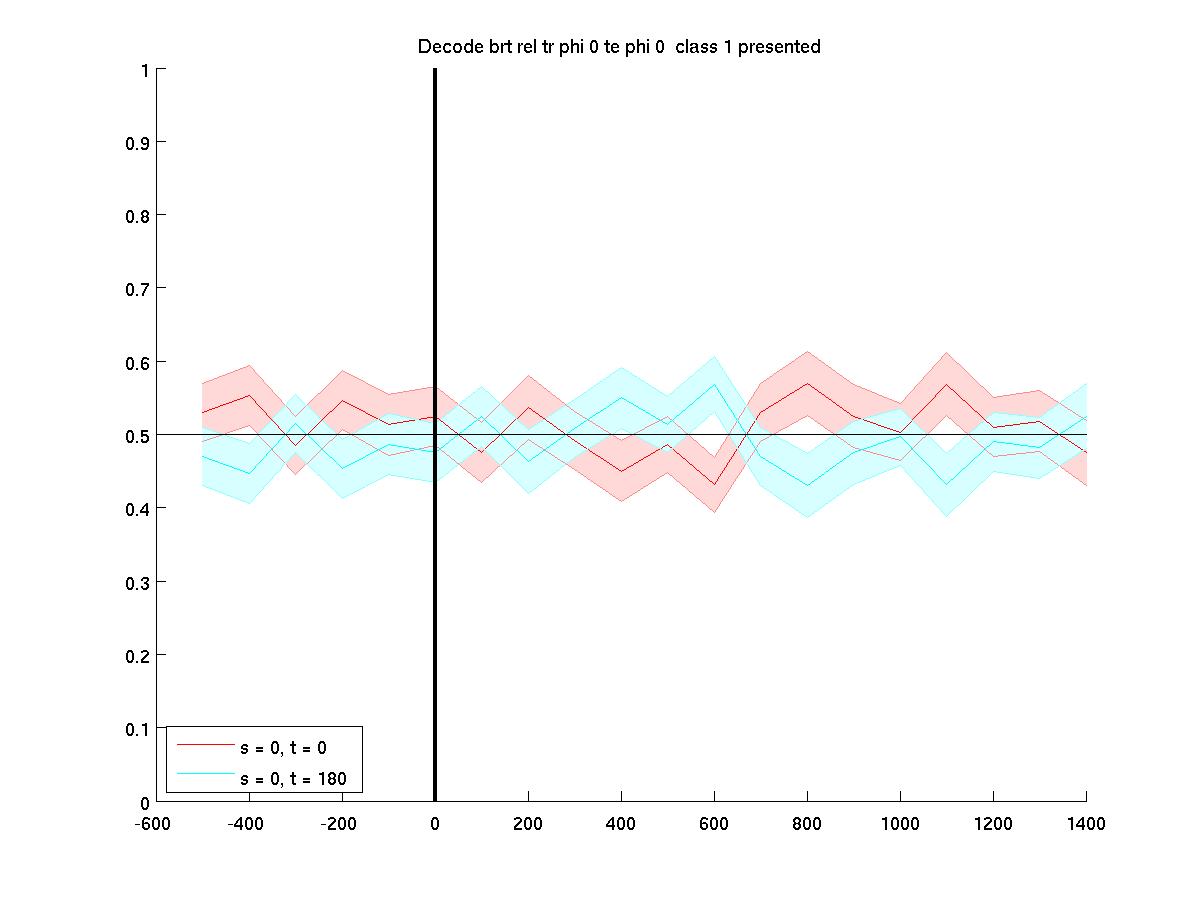 Decode brt rel tr phi 0 te phi 0  class 1 presented
1
0.9
0.8
0.7
0.6
0.5
0.4
0.3
0.2
0.1
0
s = 0, t = 0
s = 0, t = 180
-600 -400 -200 0 200 400 600 800 1000 1200 1400